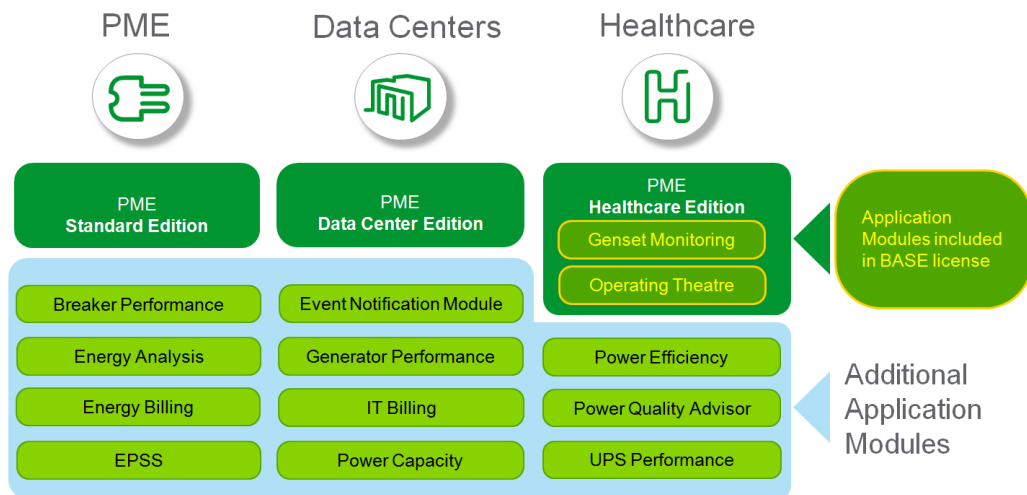 PME
Data Centers
Healthcare
PME
Standard Edition
PME
Data Center Edition
PME
Healthcare Edition
Genset Monitoring
Operating Theatre
Application
Modules included
in BASE license
Breaker Performance
Event Notification Module
Energy Analysis
Generator Performance
Power Efficiency
Energy Billing
IT Billing
Power Quality Advisor
EPSS
Power Capacity
UPS Performance
Additional
Application
Modules